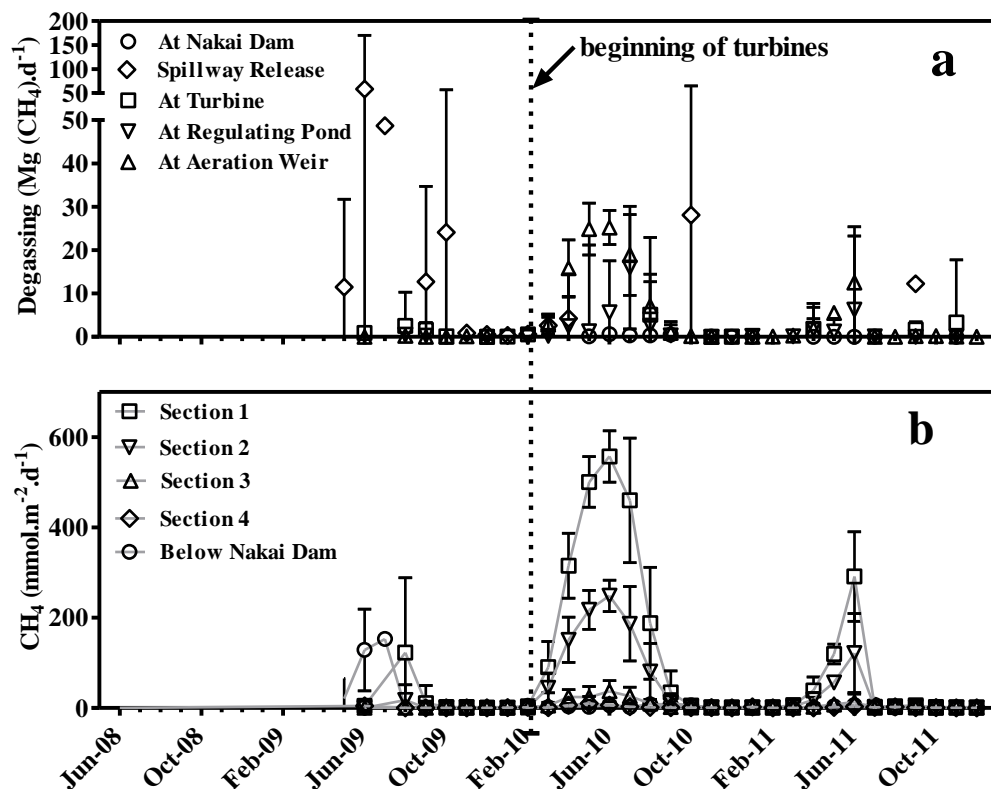 a
beginning of turbines
At Nakai Dam
Spillway Release
At Turbine
At Regulating Pond
At Aeration Weir
Degassing (Mg (CH4).d-1)
200
150
100
50
50
40
30
20
10
0
b
Section 1
Section 2
Section 3
Section 4
Below Nakai Dam
CH4 (mmol.m-2.d-1)
600
400
200
0
Jun-08
Oct-08
Feb-09
Jun-09
Oct-09
Feb-10
Jun-10
Oct-10
Feb-11
Jun-11
Oct-11